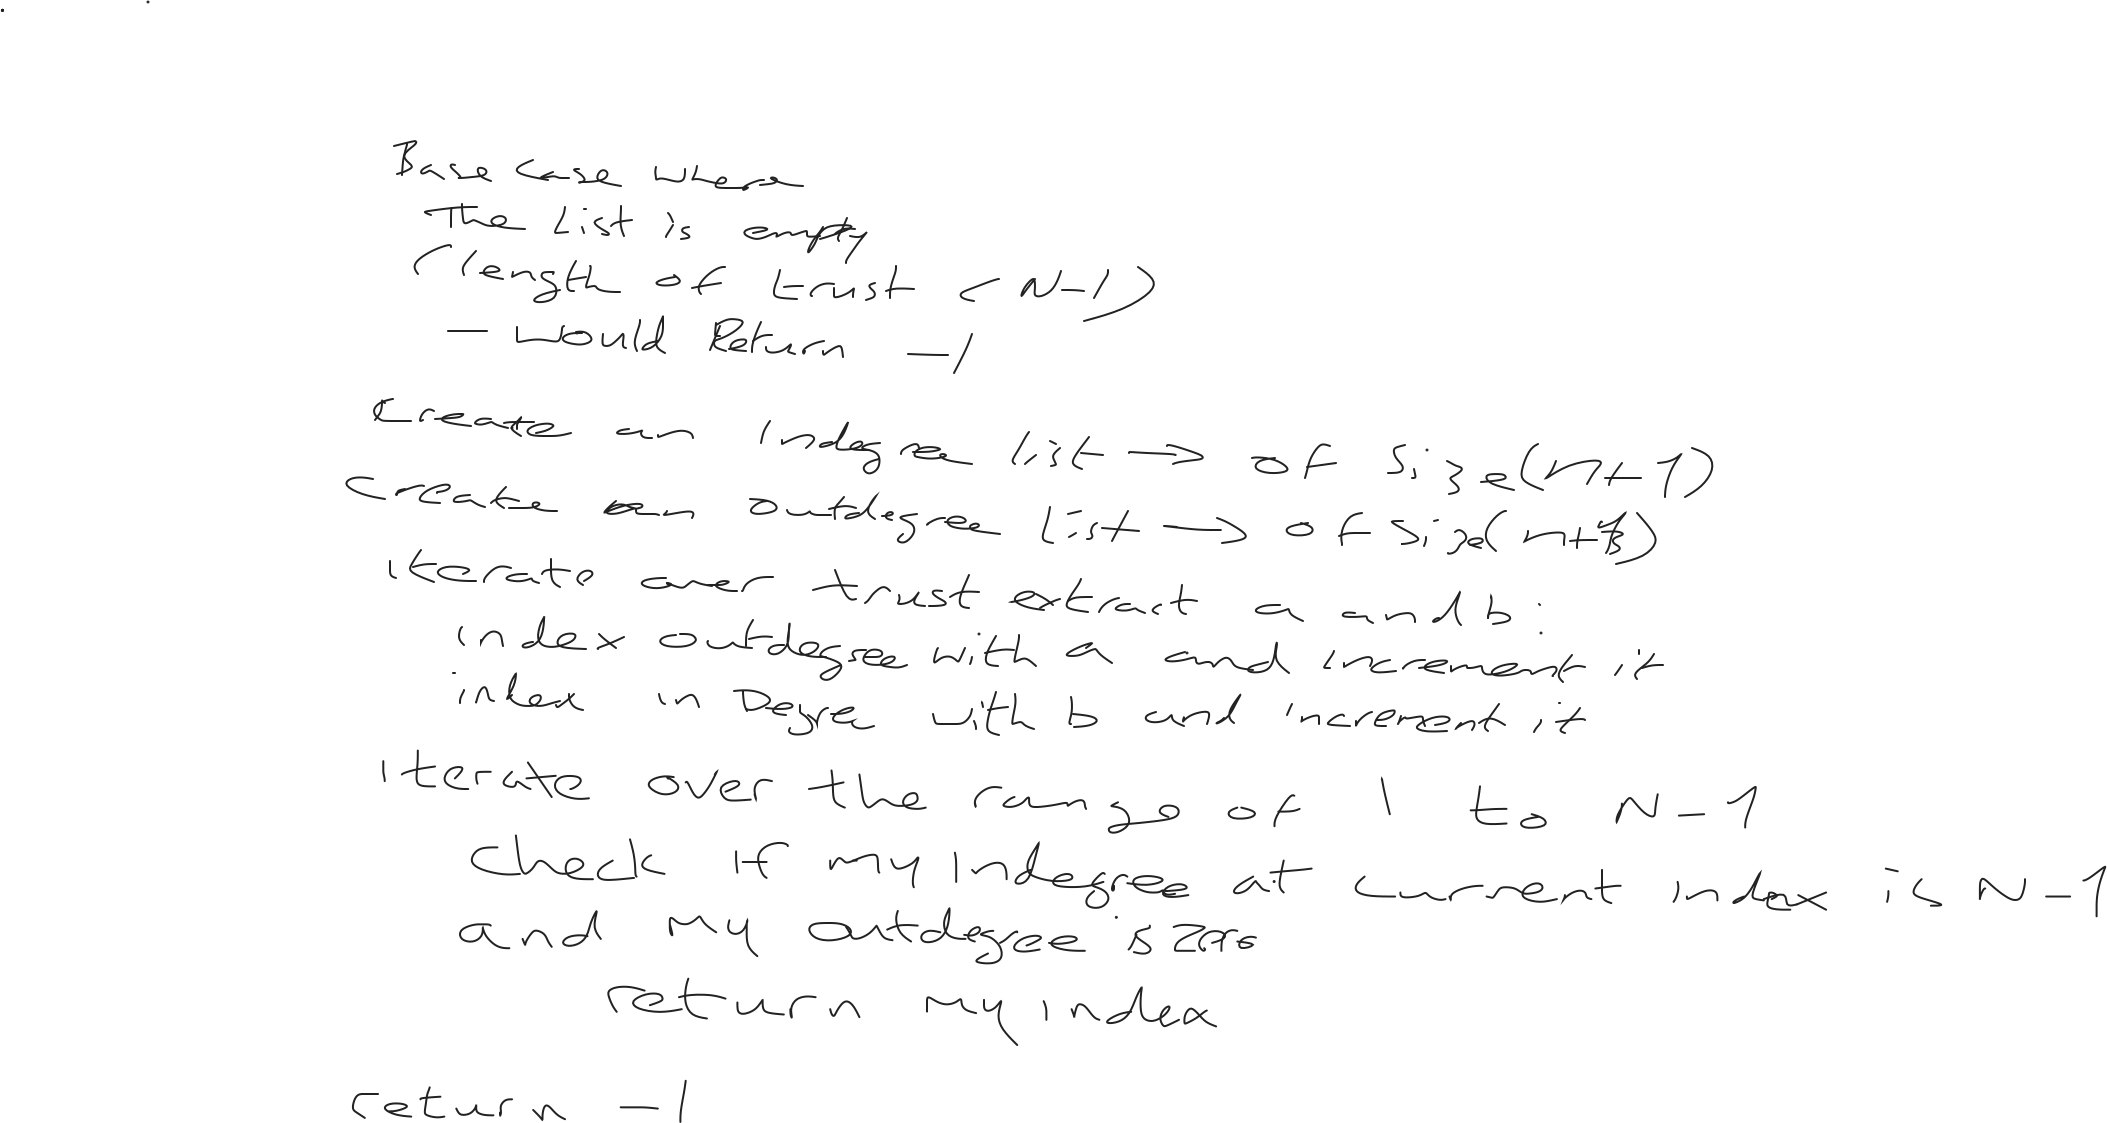 Base case where
The List is empty
(length of trust < N-1)
- would Return -1
Create an Indegree list → of size(n+1)
Create an outdegree list → of size(n+1)
iterate over trust extract a and b:
index outdegree with a and increment it
index in Degree with b and increment it
iterate over the range of 1 to N-1
check if my Indegree at current index is N-1
and my outdegree is zero
return my index
return -1